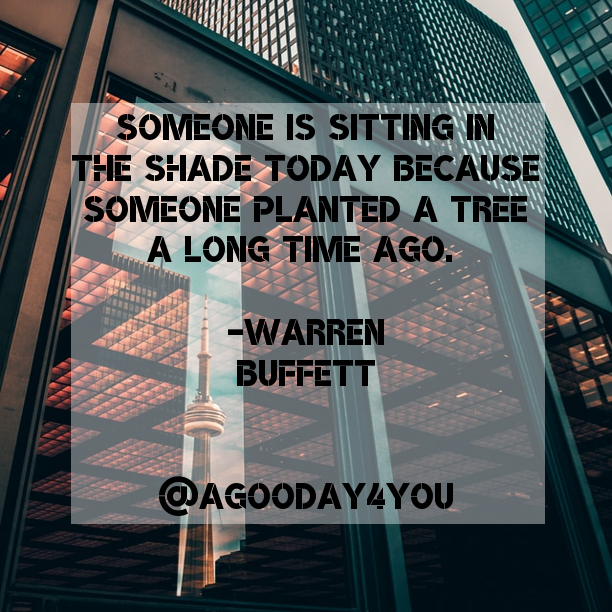 SOMEONE IS SITTING IN
THE SHADE TODAY BECAUSE
SOMEONE PLANTED A TREE
A LONG TIME AGO.
-WARREN
BUFFETT
@AGOODAY4YOU